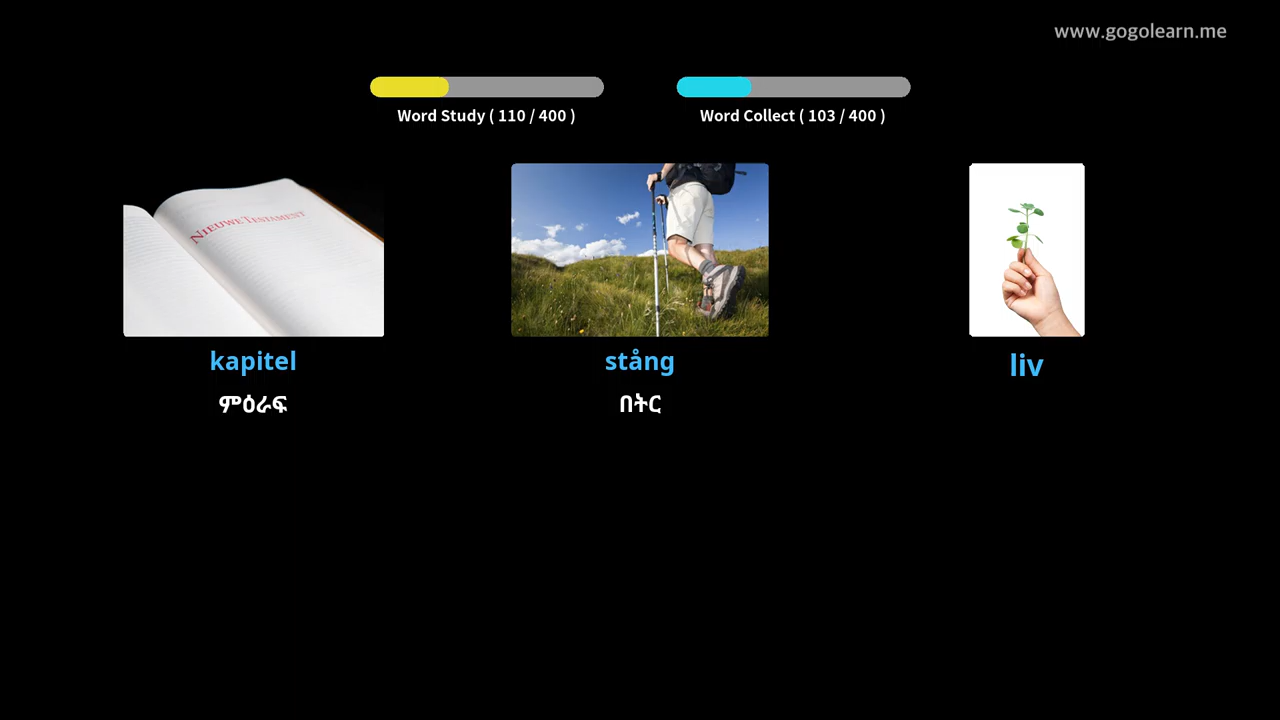 www.gogolearn.me
Word Study ( 110 / 400 )
Word Collect ( 103 / 400 )
NIEUWE TESTAMENT
kapitel
stång
liv
ምዕራፍ
በትር